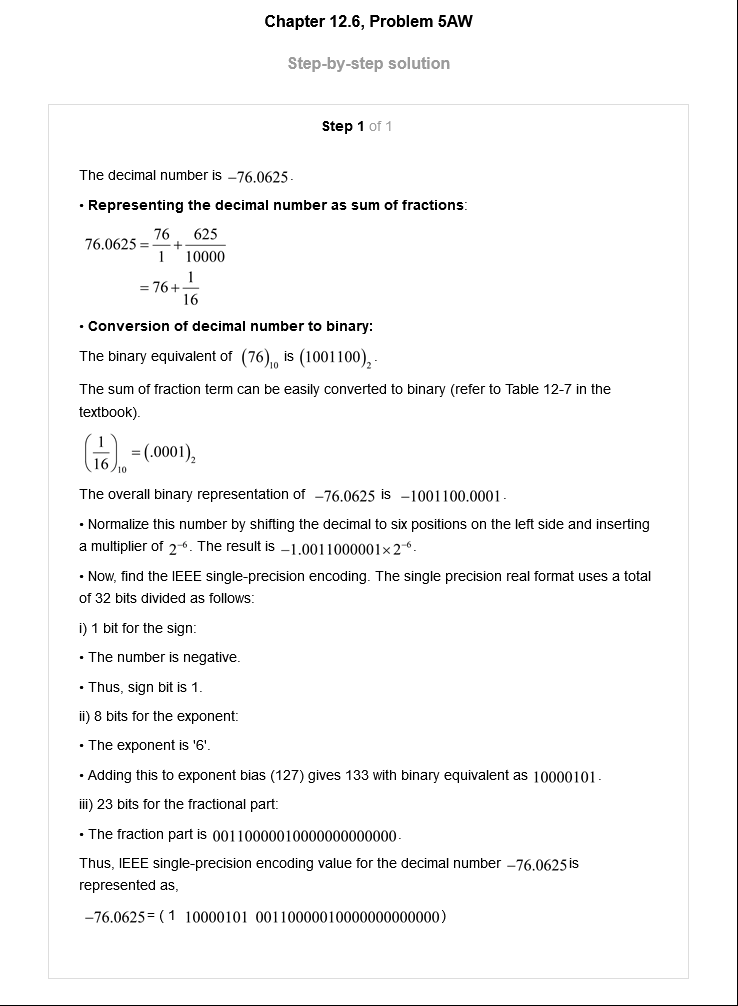 Chapter 12.6, Problem 5AW
Step-by-step solution
Step 1 of 1
The decimal number is −76.0625.
• Representing the decimal number as sum of fractions:
76.0625 = 76/1 + 625/10000
= 76 + 1/16
• Conversion of decimal number to binary:
The binary equivalent of (76)₁₀ is (1001100)₂.
The sum of fraction term can be easily converted to binary (refer to Table 12-7 in the
textbook).
(1/16)₁₀ = (.0001)₂
The overall binary representation of −76.0625 is −1001100.0001.
• Normalize this number by shifting the decimal to six positions on the left side and inserting
a multiplier of 2⁻⁶. The result is −1.0011000001×2⁻⁶.
• Now, find the IEEE single-precision encoding. The single precision real format uses a total
of 32 bits divided as follows:
i) 1 bit for the sign:
• The number is negative.
• Thus, sign bit is 1.
ii) 8 bits for the exponent:
• The exponent is '6'.
• Adding this to exponent bias (127) gives 133 with binary equivalent as 10000101.
iii) 23 bits for the fractional part:
• The fraction part is 00110000010000000000000.
Thus, IEEE single-precision encoding value for the decimal number −76.0625 is
represented as,
−76.0625 = ( 1 10000101 00110000010000000000000)